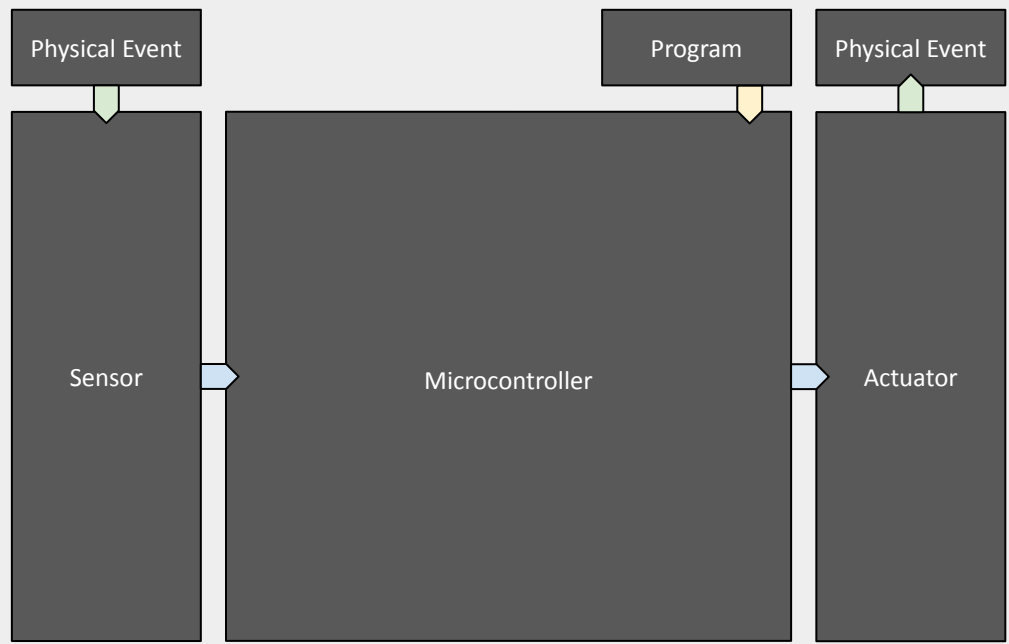 Physical Event
Program
Physical Event
Sensor
Microcontroller
Actuator